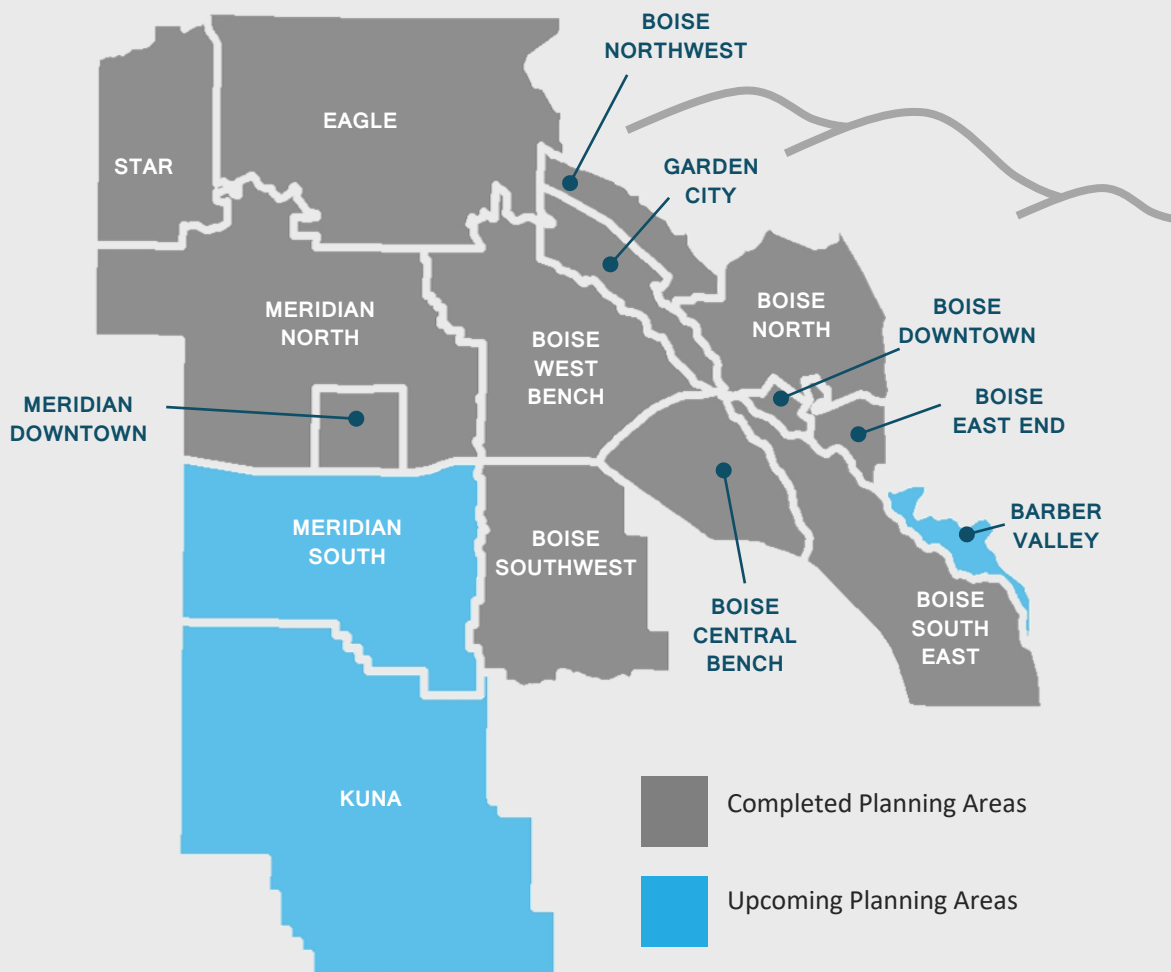 BOISE
NORTHWEST
EAGLE
STAR
GARDEN
CITY
MERIDIAN
NORTH
BOISE
NORTH
BOISE
DOWNTOWN
BOISE
WEST
BENCH
MERIDIAN
DOWNTOWN
BOISE
EAST END
MERIDIAN
SOUTH
BOISE
SOUTHWEST
BARBER
VALLEY
BOISE
CENTRAL
BENCH
BOISE
SOUTH
EAST
KUNA
Completed Planning Areas
Upcoming Planning Areas